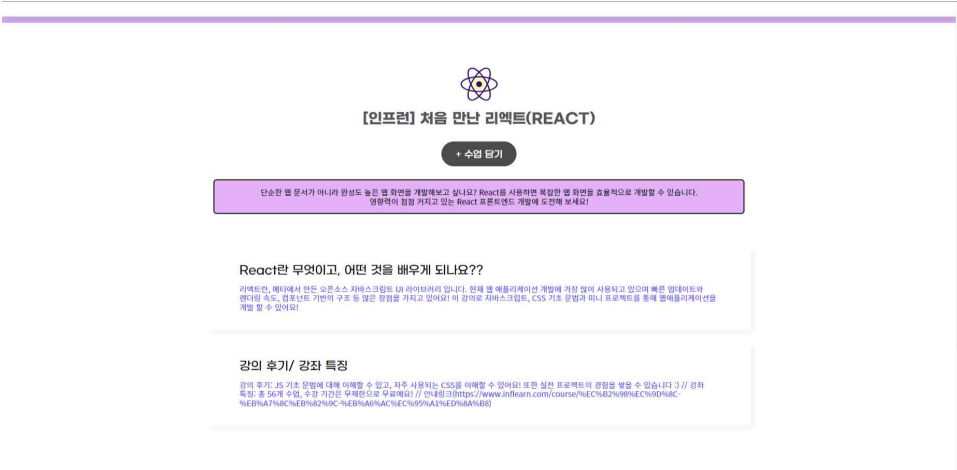 [인프런] 처음 만난 리엑트(REACT)
+ 수업 담기
단순한 웹 문서가 아니라 완성도 높은 웹 화면을 개발해보고 싶나요? React를 사용하면 복잡한 웹 화면을 효율적으로 개발할 수 있습니다.
영향력이 점점 커지고 있는 React 프론트엔드 개발에 도전해 보세요!
React란 무엇이고, 어떤 것을 배우게 되나요??
리엑트란, 메타에서 만든 오픈소스 자바스크립트 UI 라이브러리 입니다. 현재 웹 애플리케이션 개발에 가장 많이 사용되고 있으며 빠른 업데이트와
렌더링 속도, 컴포넌트 기반의 구조 등 많은 장점을 가지고 있어요! 이 강의로 자바스크립트, CSS 기초 문법과 미니 프로젝트를 통해 웹애플리케이션을
개발 할 수 있어요!
강의 후기/ 강좌 특징
강의 후기: JS 기초 문법에 대해 이해할 수 있고, 자주 사용되는 CSS를 이해할 수 있어요! 또한 실전 프로젝트의 경험을 쌓을 수 있습니다 :) // 강좌
특징: 총 56개 수업, 수강 기간은 무제한으로 무료예요! // 안내링크(https://www.inflearn.com/course/%EC%B2%98%EC%9D%8C-
%EB%A7%8C%EB%82%9C-%EB%A6%AC%EC%95%A1%ED%8A%B8)